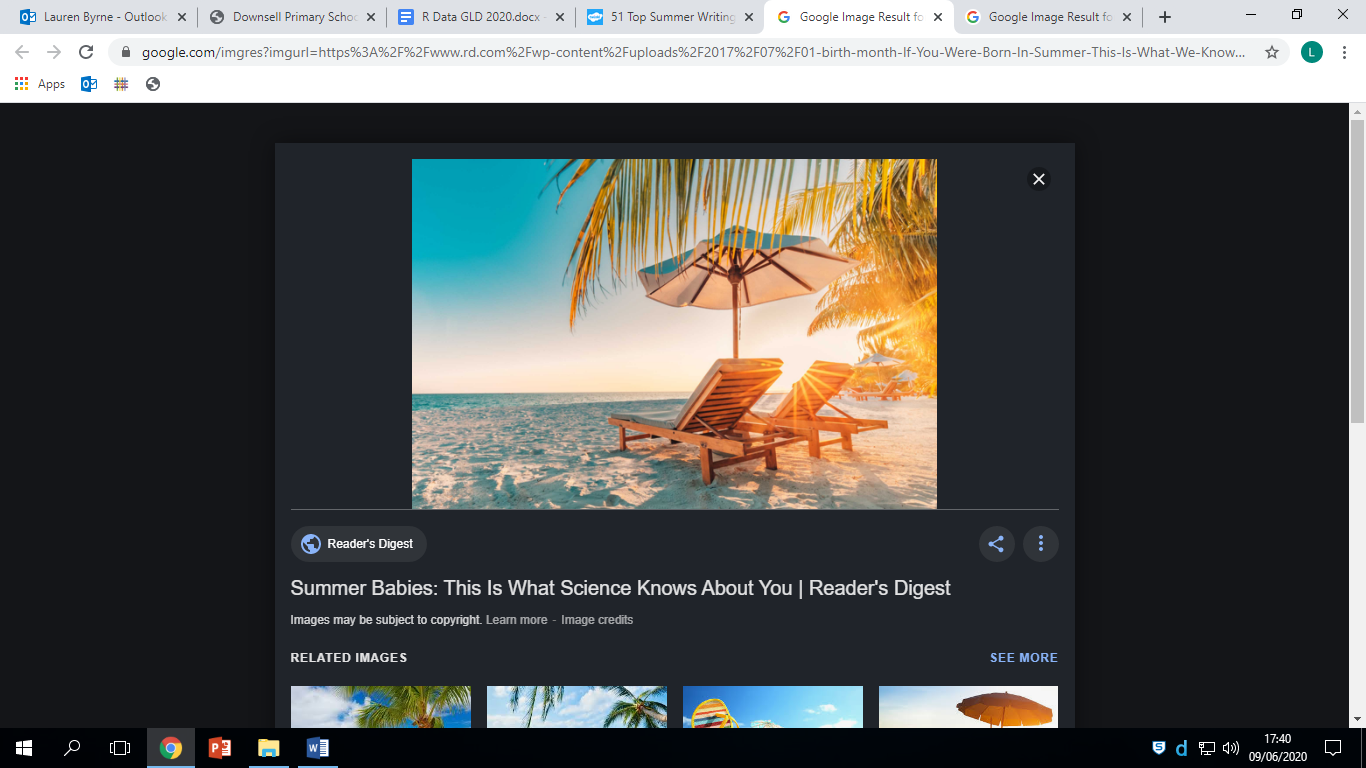 Lauren Byrne - Outlook
Downsell Primary Schoo
R Data GLD 2020.docx -
51 Top Summer Writing
Google Image Result fo
Google Image Result fo
google.com/imgres?imgurl=https%3A%2F%2Fwww.rd.com%2Fwp-content%2Fuploads%2F2017%2F07%2F01-birth-month-If-You-Were-Born-In-Summer-This-Is-What-We-Know...
L
Apps
Reader's Digest
Summer Babies: This Is What Science Knows About You | Reader's Digest
Images may be subject to copyright. Learn more - Image credits
RELATED IMAGES
SEE MORE
17:40
09/06/2020